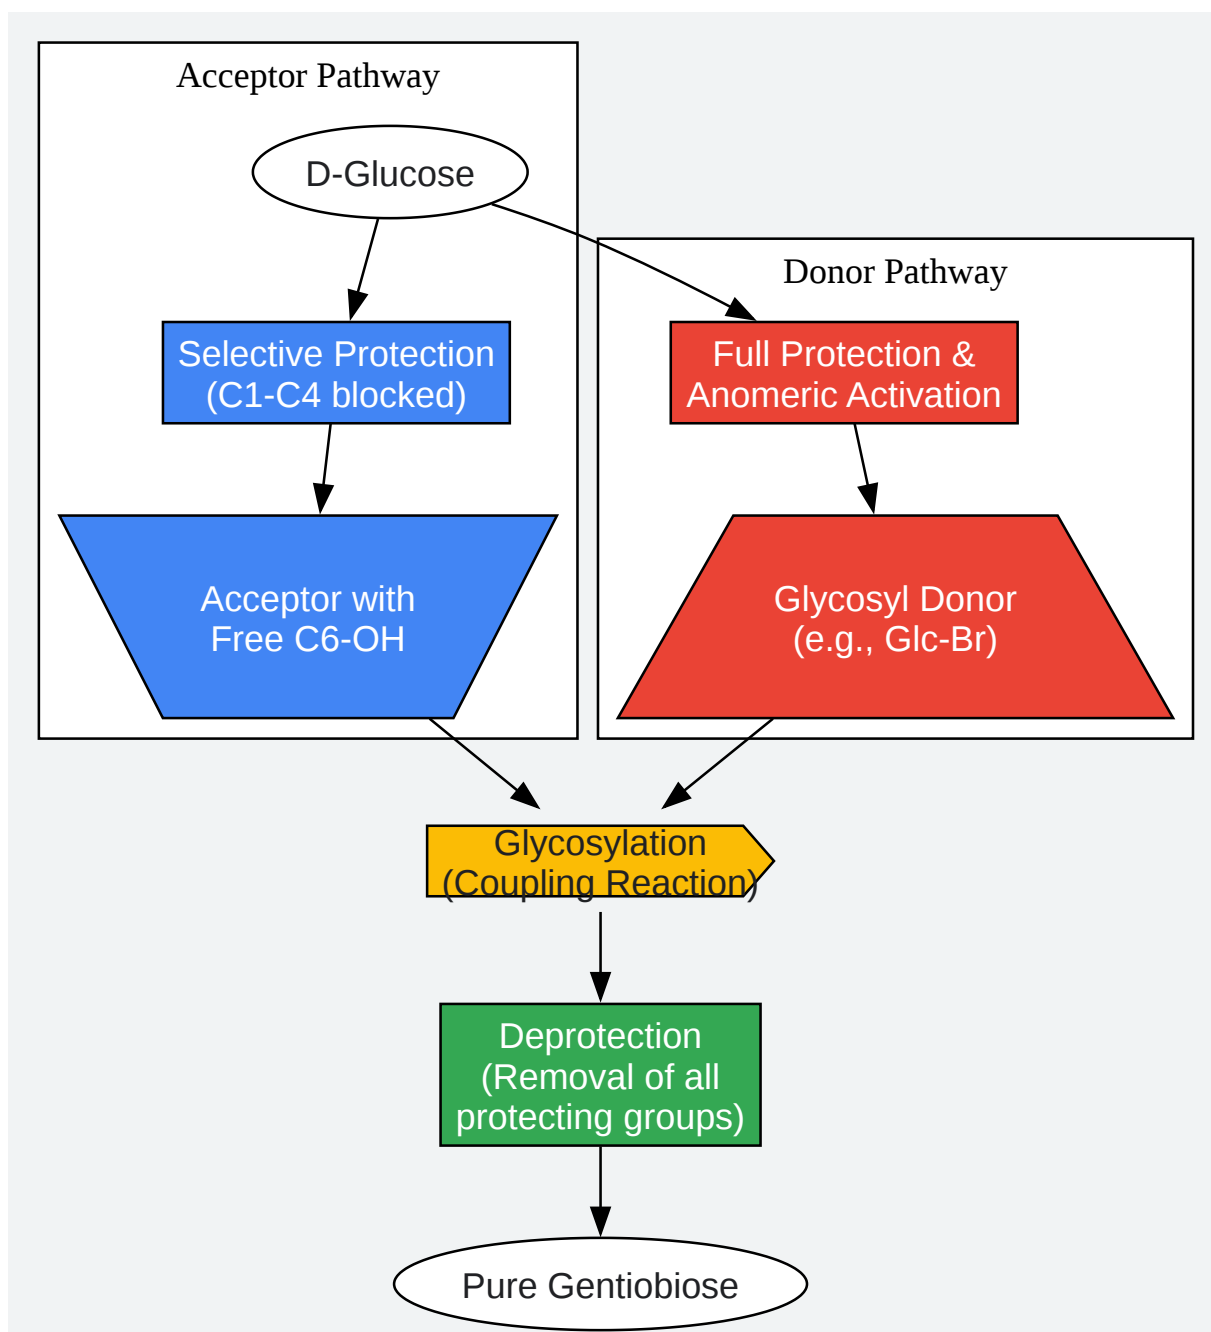 Acceptor Pathway
D-Glucose
Donor Pathway
Selective Protection
(C1-C4 blocked)
Full Protection &
Anomeric Activation
Acceptor with
Free C6-OH
Glycosyl Donor
(e.g., Glc-Br)
Glycosylation
(Coupling Reaction)
Deprotection
(Removal of all
protecting groups)
Pure Gentiobiose